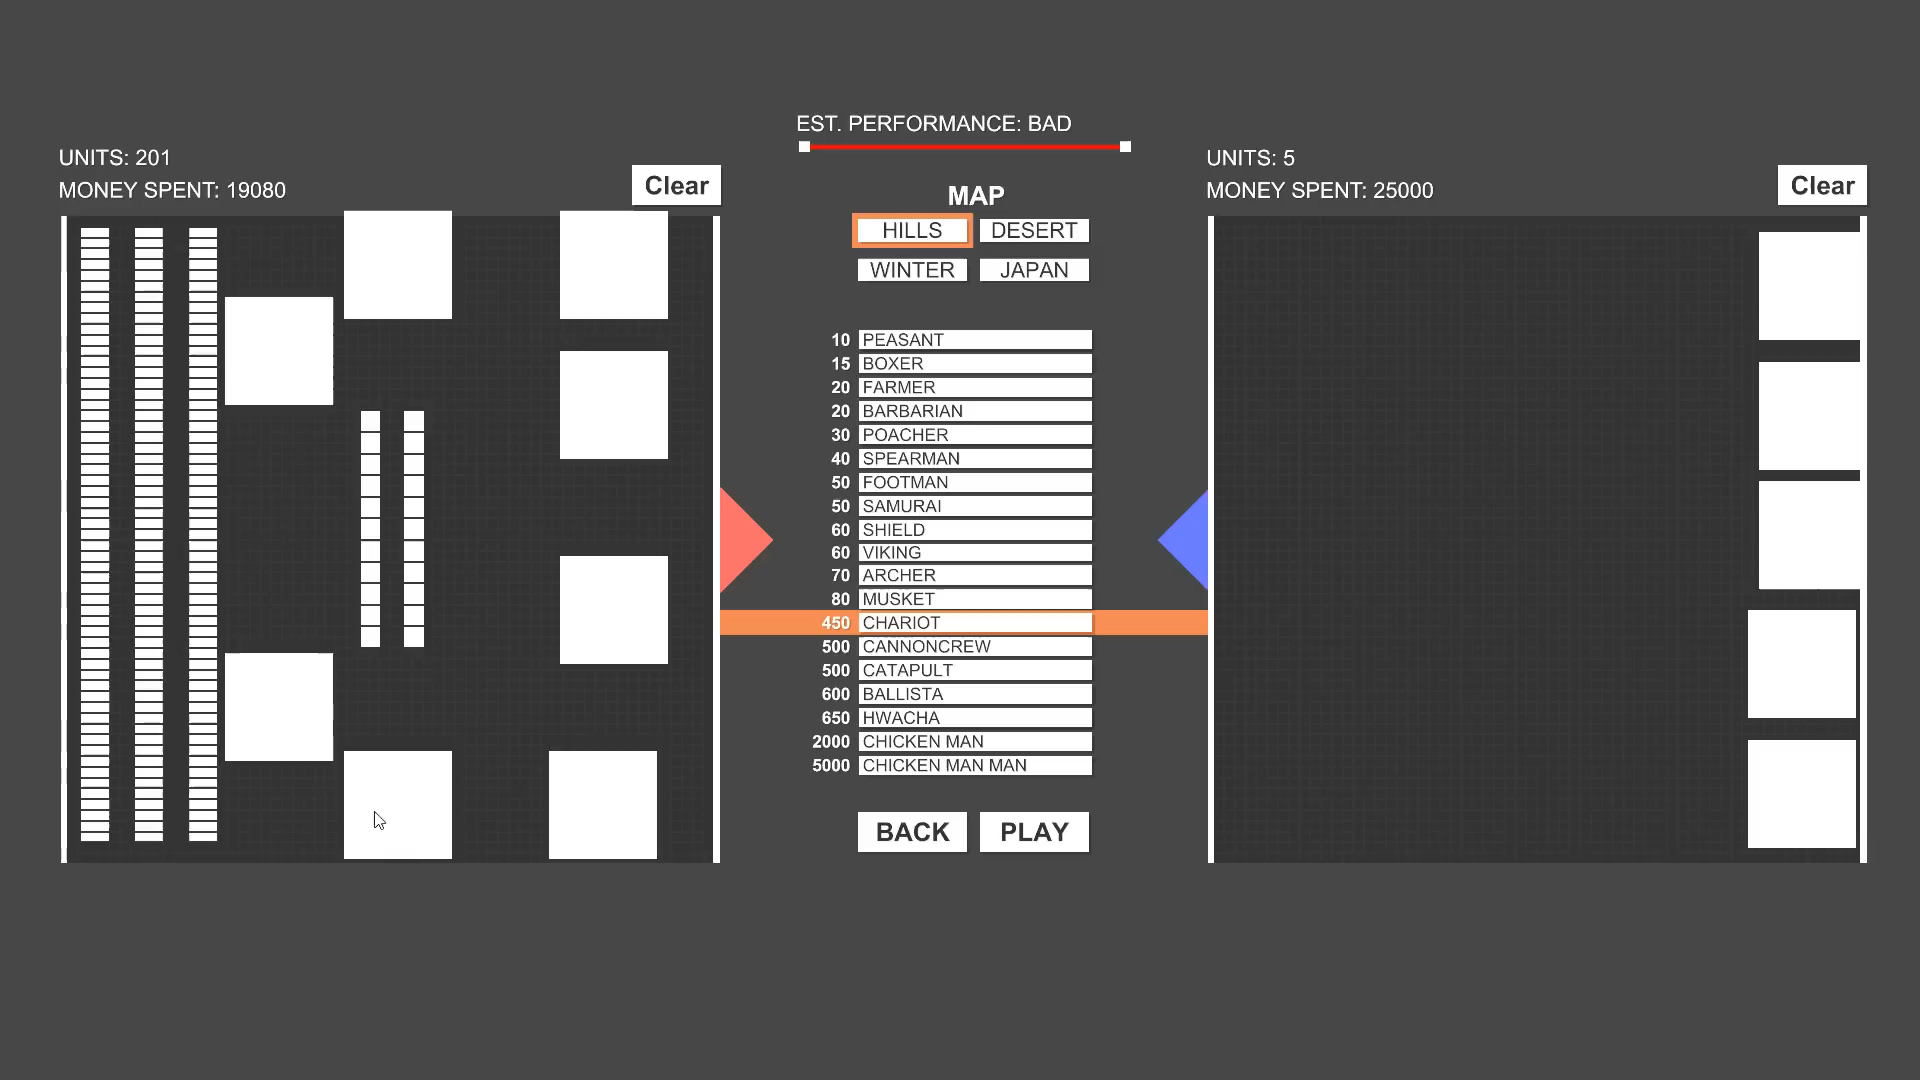 EST. PERFORMANCE: BAD
UNITS: 201
MONEY SPENT: 19080
Clear
UNITS: 5
MONEY SPENT: 25000
Clear
MAP
HILLS DESERT
WINTER JAPAN
10 PEASANT
15 BOXER
20 FARMER
20 BARBARIAN
30 POACHER
40 SPEARMAN
50 FOOTMAN
50 SAMURAI
60 SHIELD
60 VIKING
70 ARCHER
80 MUSKET
450 CHARIOT
500 CANNONCREW
500 CATAPULT
600 BALLISTA
650 HWACHA
2000 CHICKEN MAN
5000 CHICKEN MAN MAN
BACK PLAY